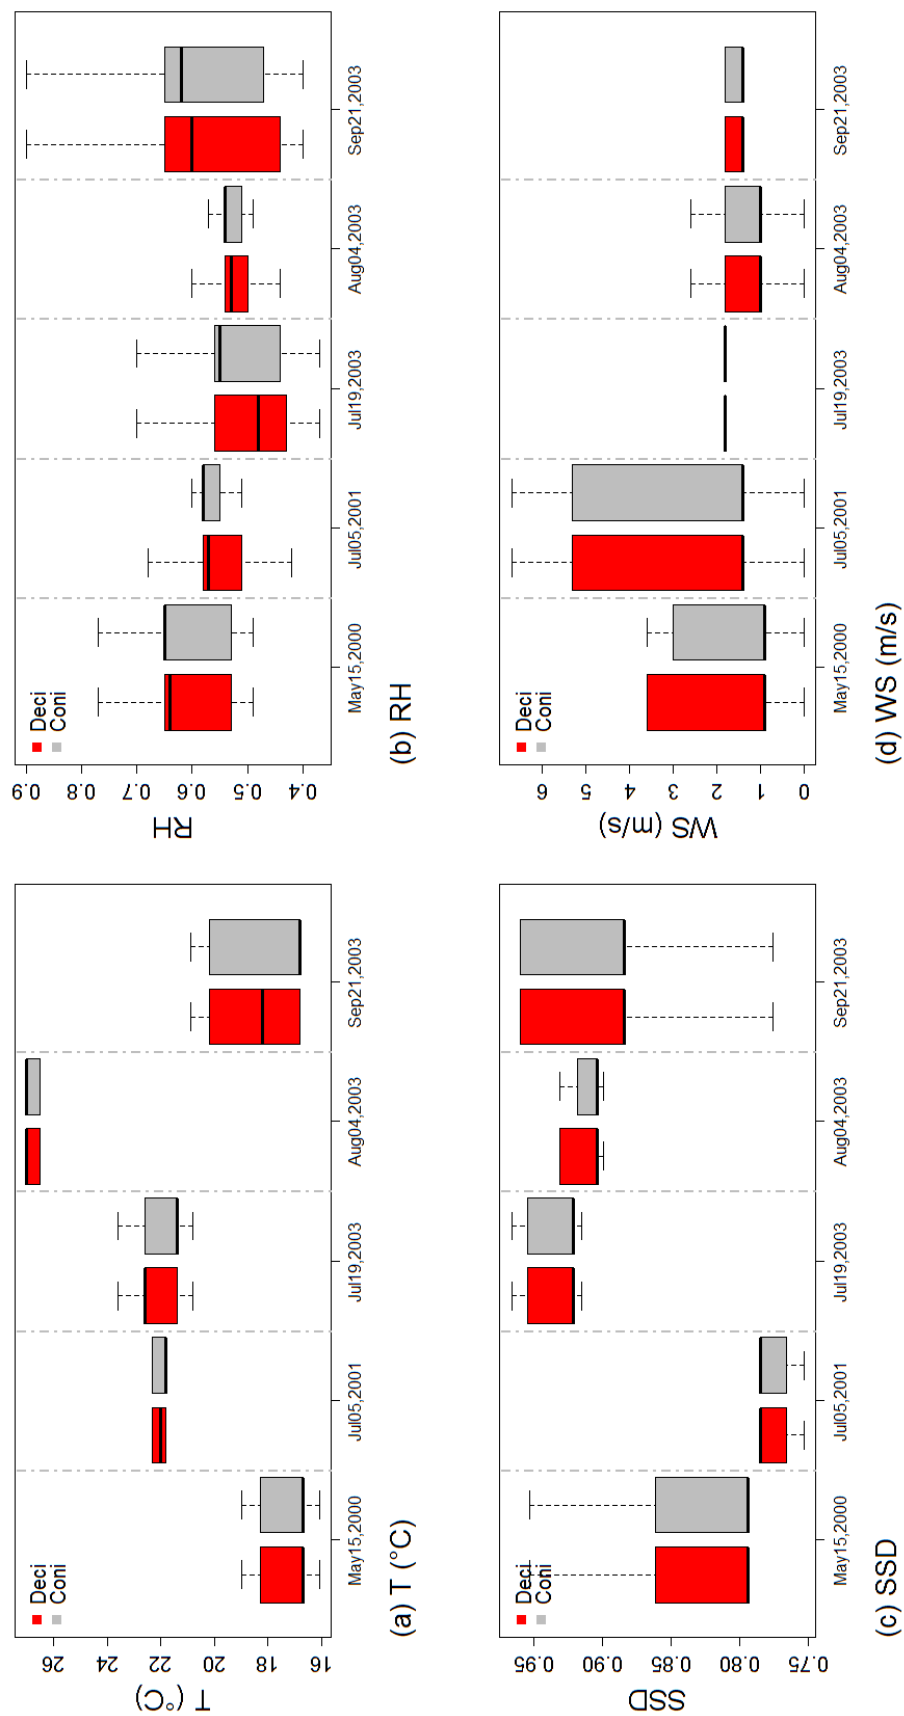 Deci
Coni
T (°C)
26
24
22
20
18
16
May15,2000 Jul05,2001 Jul19,2003 Aug04,2003 Sep21,2003
(a) T (°C)
Deci
Coni
RH
0.9
0.8
0.7
0.6
0.5
0.4
May15,2000 Jul05,2001 Jul19,2003 Aug04,2003 Sep21,2003
(b) RH
Deci
Coni
SSD
0.95
0.90
0.85
0.80
0.75
May15,2000 Jul05,2001 Jul19,2003 Aug04,2003 Sep21,2003
(c) SSD
Deci
Coni
WS (m/s)
6
5
4
3
2
1
0
May15,2000 Jul05,2001 Jul19,2003 Aug04,2003 Sep21,2003
(d) WS (m/s)